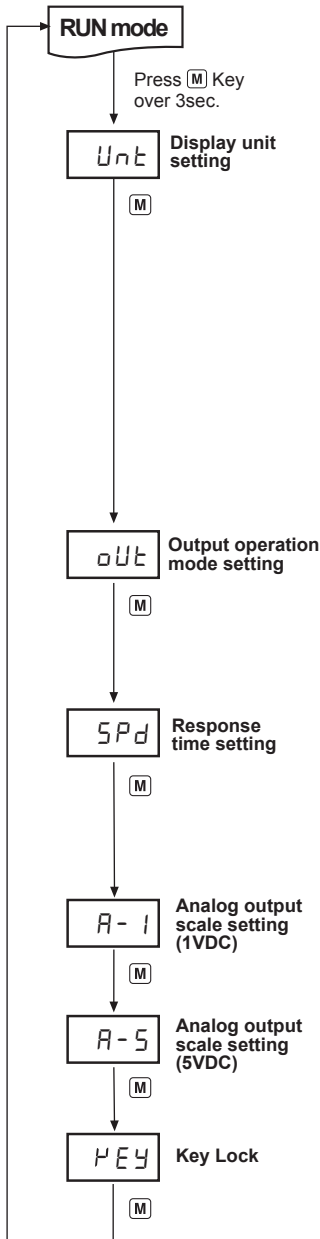 RUN mode
Press M Key
over 3sec.
Unt
Display unit
setting
M
oUt
Output operation
mode setting
M
SPd
Response
time setting
M
A-1
Analog output
scale setting
(1VDC)
M
A-5
Analog output
scale setting
(5VDC)
M
KEY
Key Lock
M